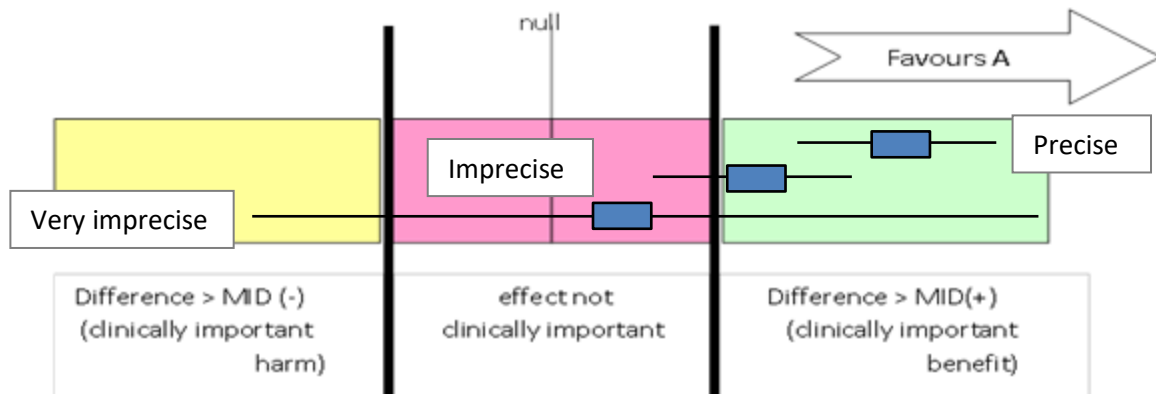 null
Favours A
Precise
Imprecise
Very imprecise
Difference > MID (-)
(clinically important
harm)
effect not
clinically important
Difference > MID(+)
(clinically important
benefit)